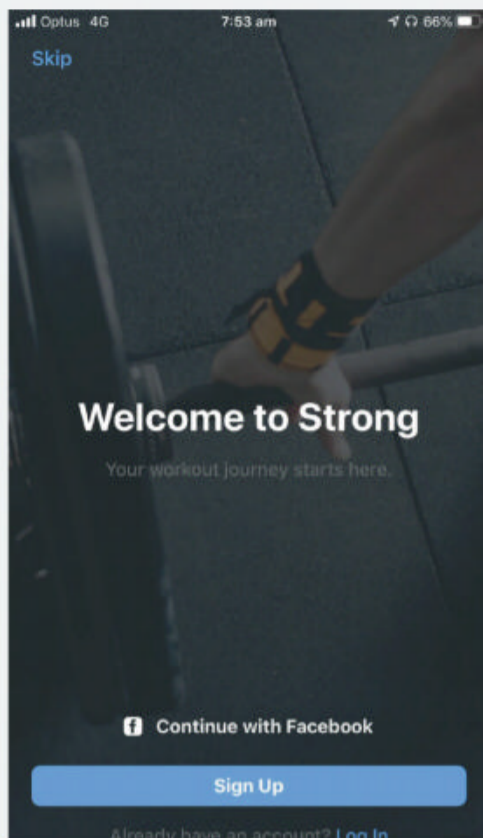 Optus 4G 7:53 am 66%
Skip
Welcome to Strong
Your workout journey starts here.
f Continue with Facebook
Sign Up
Already have an account? Log In